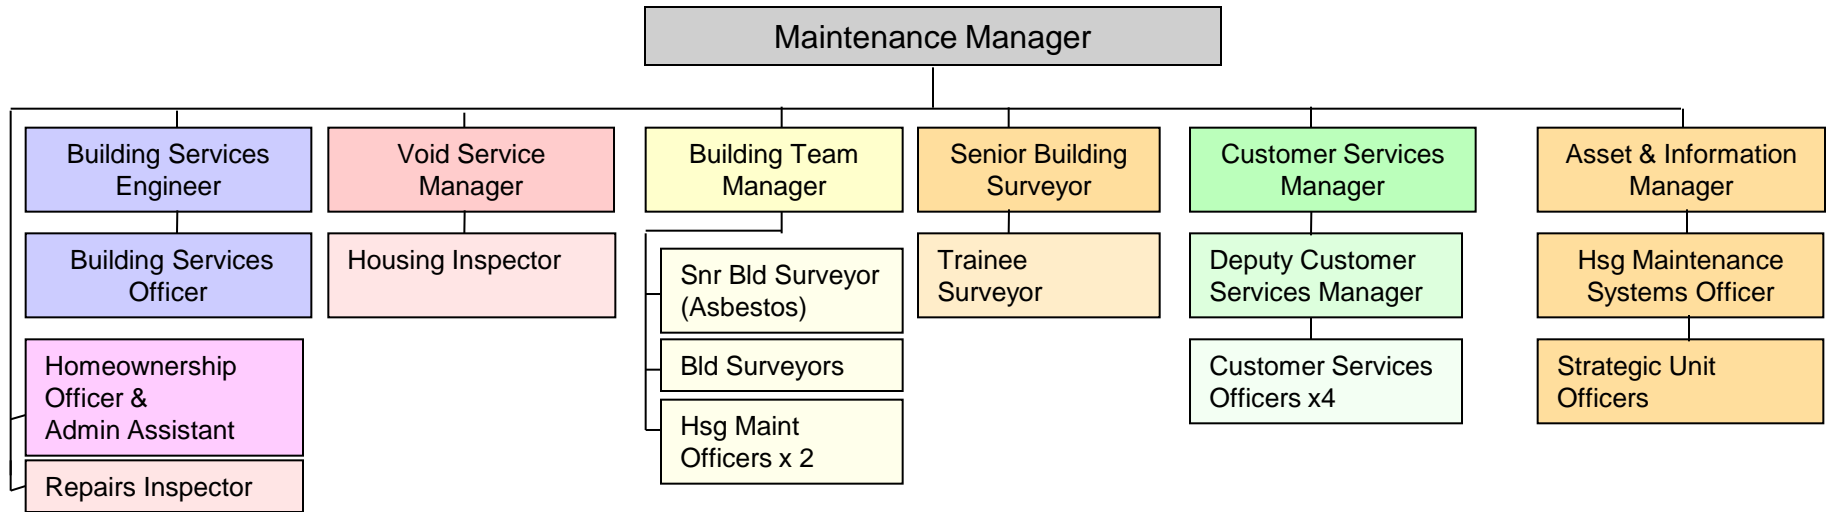 Maintenance Manager
Building Services
Engineer
Void Service
Manager
Building Team
Manager
Senior Building
Surveyor
Customer Services
Manager
Asset & Information
Manager
Building Services
Officer
Housing Inspector
Snr Bld Surveyor
(Asbestos)
Trainee
Surveyor
Deputy Customer
Services Manager
Hsg Maintenance
Systems Officer
Homeownership
Officer &
Admin Assistant
Bld Surveyors
Customer Services
Officers x4
Strategic Unit
Officers
Hsg Maint
Officers x 2
Repairs Inspector